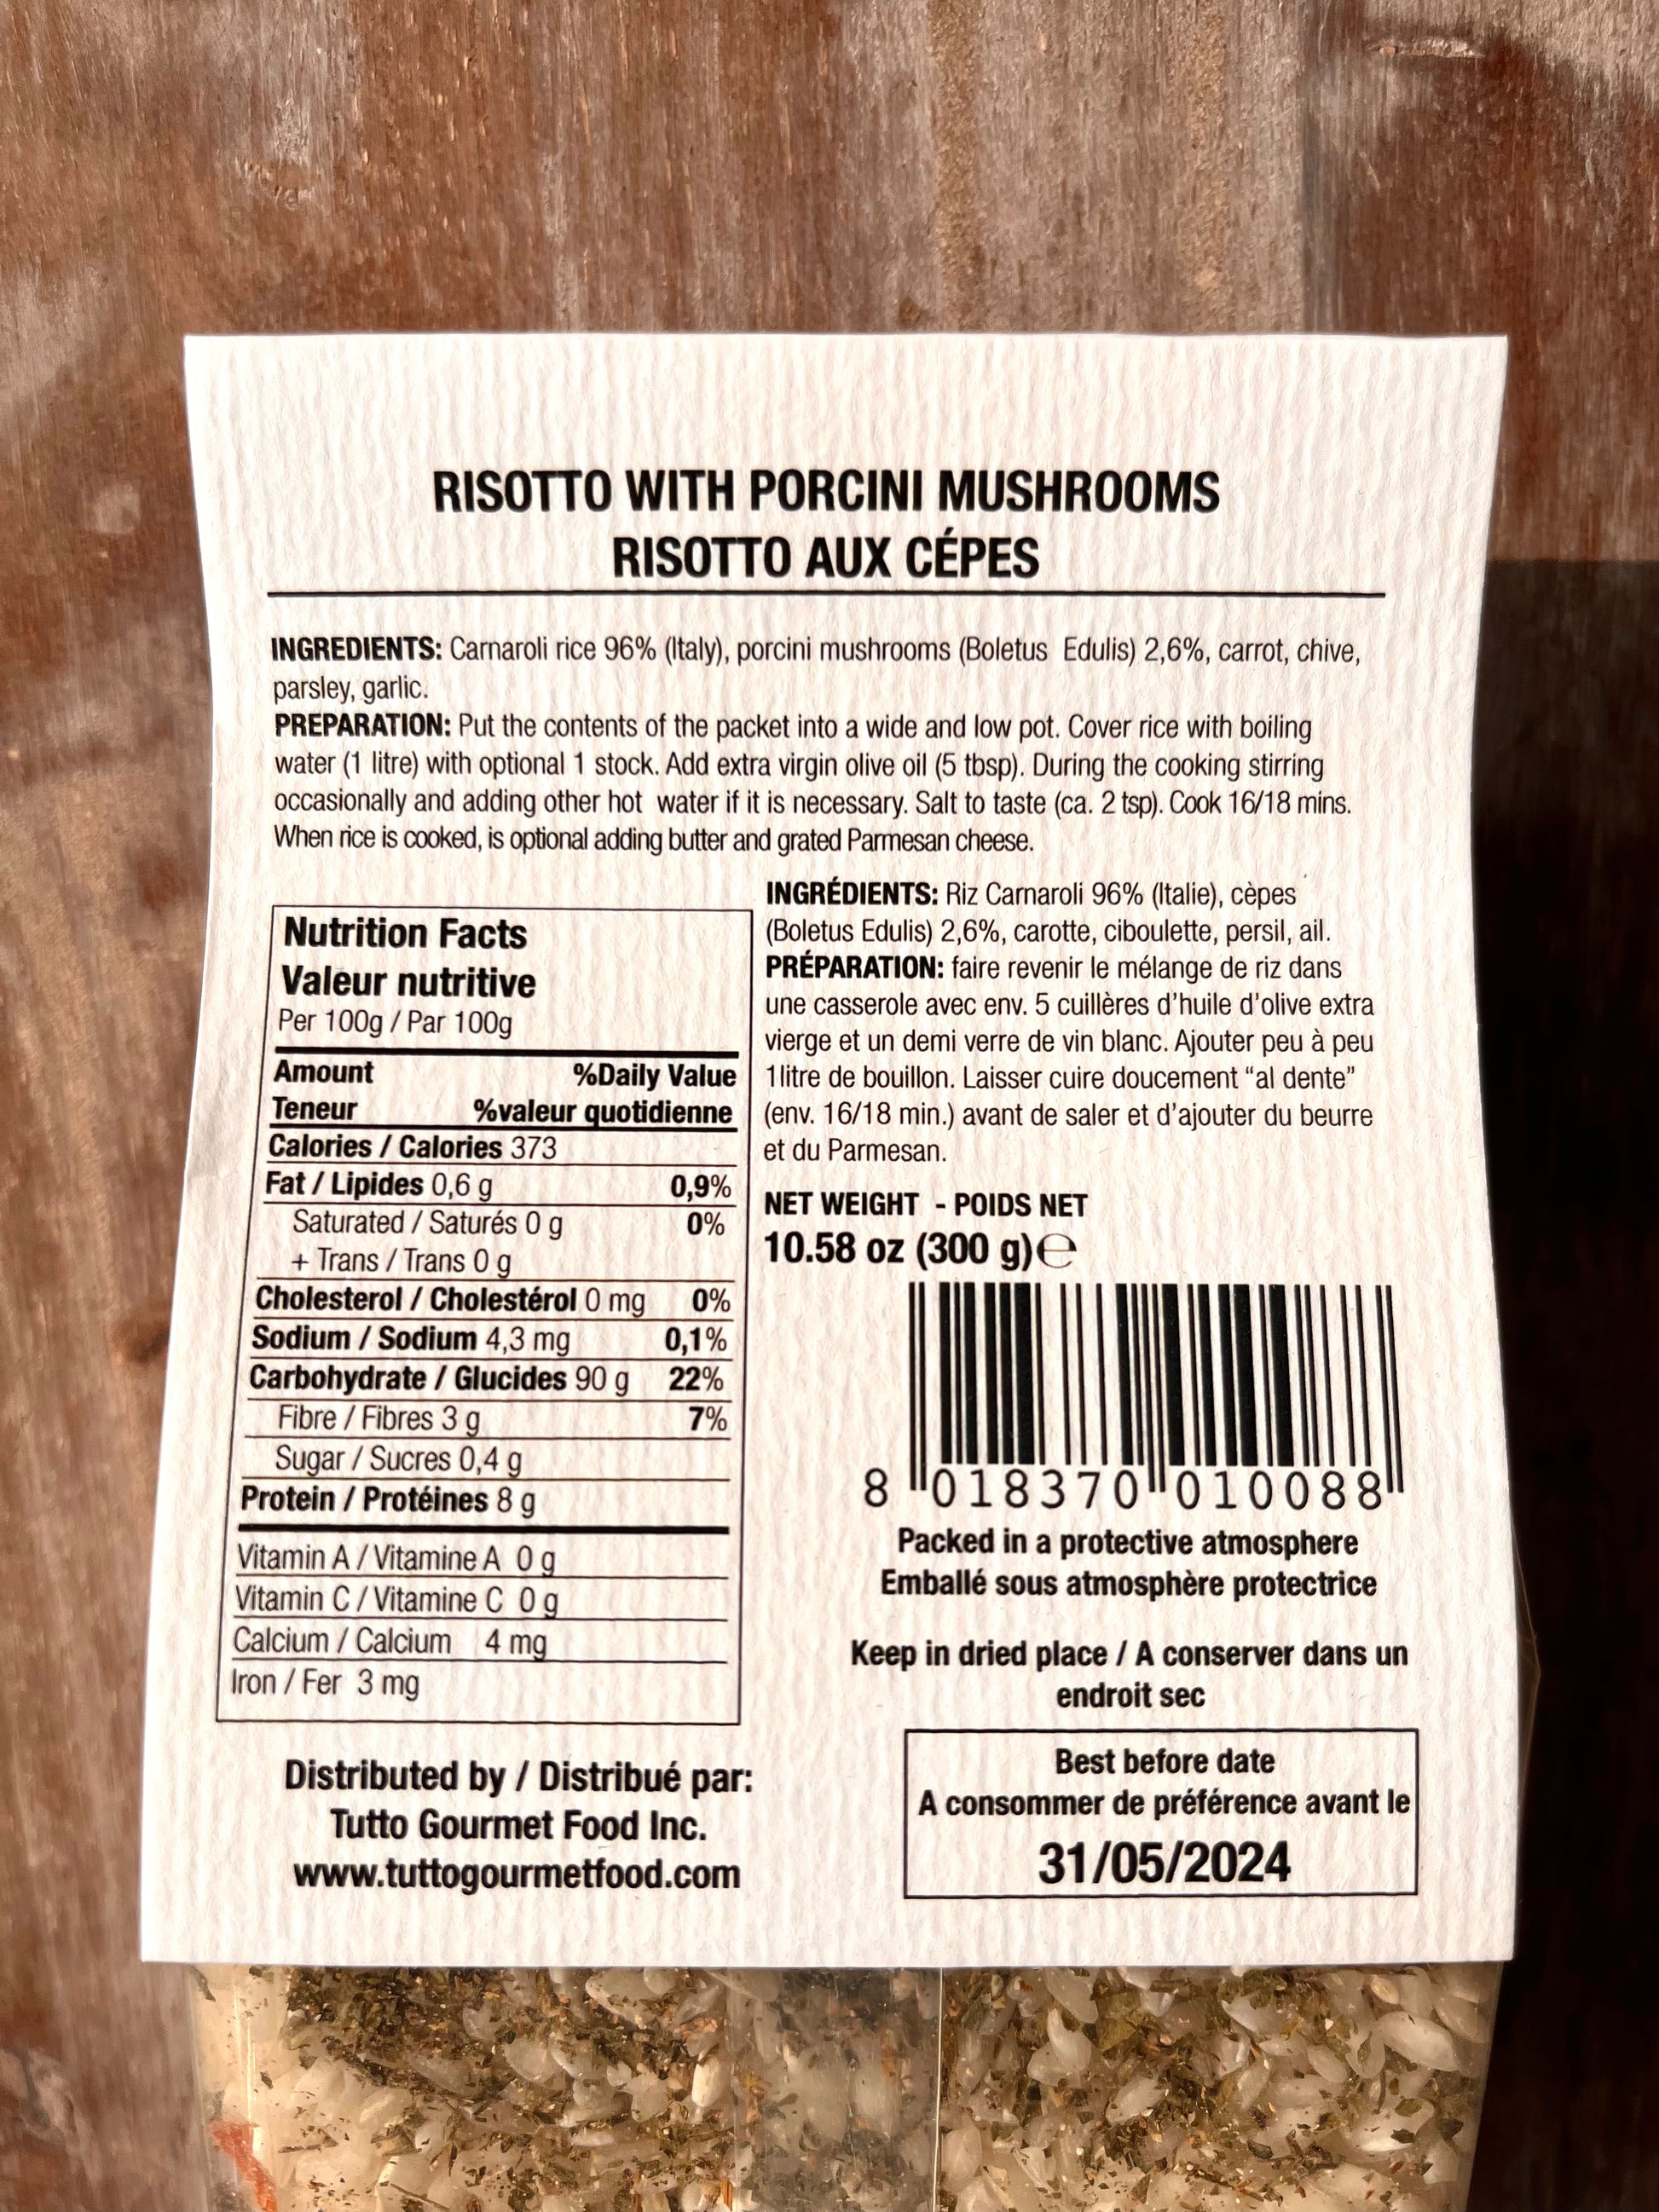 RISOTTO WITH PORCINI MUSHROOMS
RISOTTO AUX CÉPES
INGREDIENTS: Carnaroli rice 96% (Italy), porcini mushrooms (Boletus Edulis) 2,6%, carrot, chive,
parsley, garlic.
PREPARATION: Put the contents of the packet into a wide and low pot. Cover rice with boiling
water (1 litre) with optional 1 stock. Add extra virgin olive oil (5 tbsp). During the cooking stirring
occasionally and adding other hot water if it is necessary. Salt to taste (ca. 2 tsp). Cook 16/18 mins.
When rice is cooked, is optional adding butter and grated Parmesan cheese.
Nutrition Facts
Valeur nutritive
Per 100g / Par 100g
Amount %Daily Value
Teneur %valeur quotidienne
Calories / Calories 373
Fat / Lipides 0,6 g 0,9%
Saturated / Saturés 0 g 0%
+ Trans / Trans 0 g
Cholesterol / Cholestérol 0 mg 0%
Sodium / Sodium 4,3 mg 0,1%
Carbohydrate / Glucides 90 g 22%
Fibre / Fibres 3 g 7%
Sugar / Sucres 0,4 g
Protein / Protéines 8 g
Vitamin A / Vitamine A 0 g
Vitamin C / Vitamine C 0 g
Calcium / Calcium 4 mg
Iron / Fer 3 mg
Distributed by / Distribué par:
Tutto Gourmet Food Inc.
www.tuttogourmetfood.com
INGRÉDIENTS: Riz Carnaroli 96% (Italie), cèpes
(Boletus Edulis) 2,6%, carotte, ciboulette, persil, ail.
PRÉPARATION: faire revenir le mélange de riz dans
une casserole avec env. 5 cuillères d'huile d'olive extra
vierge et un demi verre de vin blanc. Ajouter peu à peu
1litre de bouillon. Laisser cuire doucement "al dente"
(env. 16/18 min.) avant de saler et d'ajouter du beurre
et du Parmesan.
NET WEIGHT - POIDS NET
10.58 oz (300 g)℮
8 018370 010088
Packed in a protective atmosphere
Emballé sous atmosphère protectrice
Keep in dried place / A conserver dans un
endroit sec
Best before date
A consommer de préférence avant le
31/05/2024